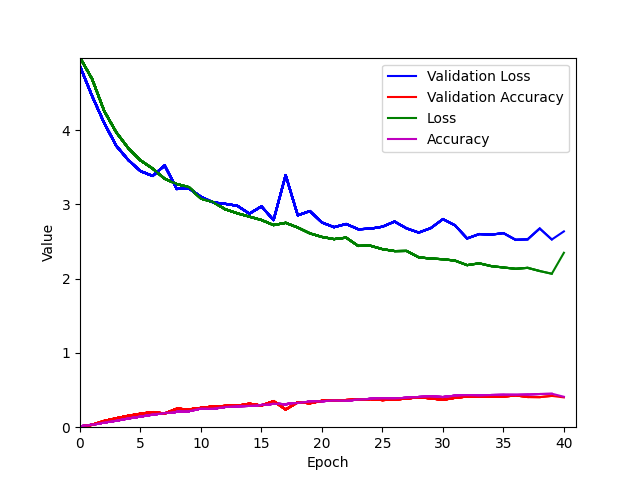 Validation Loss
Validation Accuracy
Loss
Accuracy
4
3
2
1
0
Value
0 5 10 15 20 25 30 35 40
Epoch